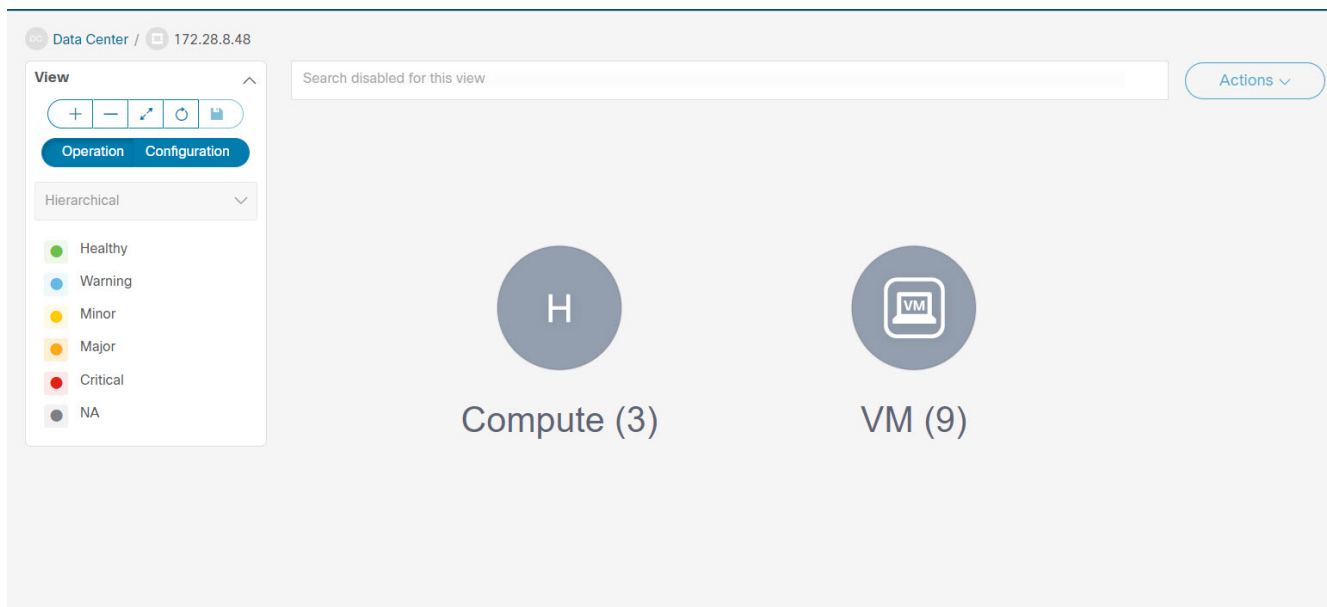 DC Data Center / 172.28.8.48
View
Search disabled for this view
Actions
Operation Configuration
Hierarchical
Healthy
Warning
Minor
Major
Critical
NA
H
VM
Compute (3)
VM (9)